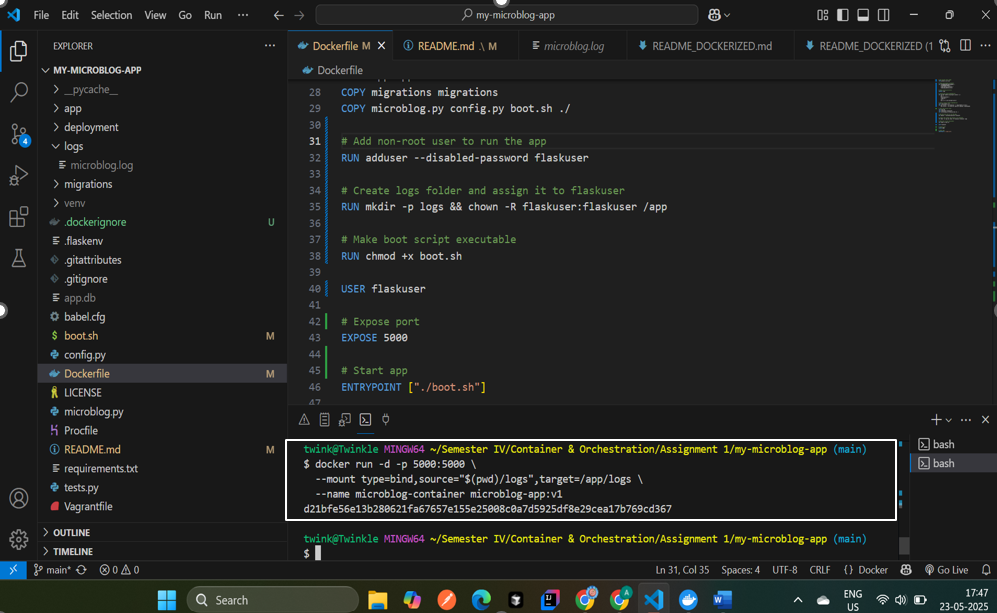 File Edit Selection View Go Run ··· my-microblog-app
EXPLORER
MY-MICROBLOG-APP
__pycache__
app
deployment
logs
microblog.log
migrations
venv
.dockerignore U
.flaskenv
.gitattributes
.gitignore
app.db
babel.cfg
boot.sh M
config.py
Dockerfile M
LICENSE
microblog.py
Procfile
README.md M
requirements.txt
tests.py
Vagrantfile
OUTLINE
TIMELINE
4
Dockerfile M README.md .\ M microblog.log README_DOCKERIZED.md README_DOCKERIZED (1
Dockerfile
28 COPY migrations migrations
29 COPY microblog.py config.py boot.sh ./
30
31 # Add non-root user to run the app
32 RUN adduser --disabled-password flaskuser
33
34 # Create logs folder and assign it to flaskuser
35 RUN mkdir -p logs && chown -R flaskuser:flaskuser /app
36
37 # Make boot script executable
38 RUN chmod +x boot.sh
39
40 USER flaskuser
41
42 # Expose port
43 EXPOSE 5000
44
45 # Start app
46 ENTRYPOINT ["./boot.sh"]
47
twink@Twinkle MINGW64 ~/Semester IV/Container & Orchestration/Assignment 1/my-microblog-app (main)
$ docker run -d -p 5000:5000 \
--mount type=bind,source="$(pwd)/logs",target=/app/logs \
--name microblog-container microblog-app:v1
d21bfe56e13b280621fa67657e155e25008c0a7d5925df8e29cea17b769cd367
twink@Twinkle MINGW64 ~/Semester IV/Container & Orchestration/Assignment 1/my-microblog-app (main)
$
bash
bash
main* 0 0 Ln 31, Col 35 Spaces: 4 UTF-8 CRLF {} Docker Go Live
Search
ENG
US
17:47
23-05-2025